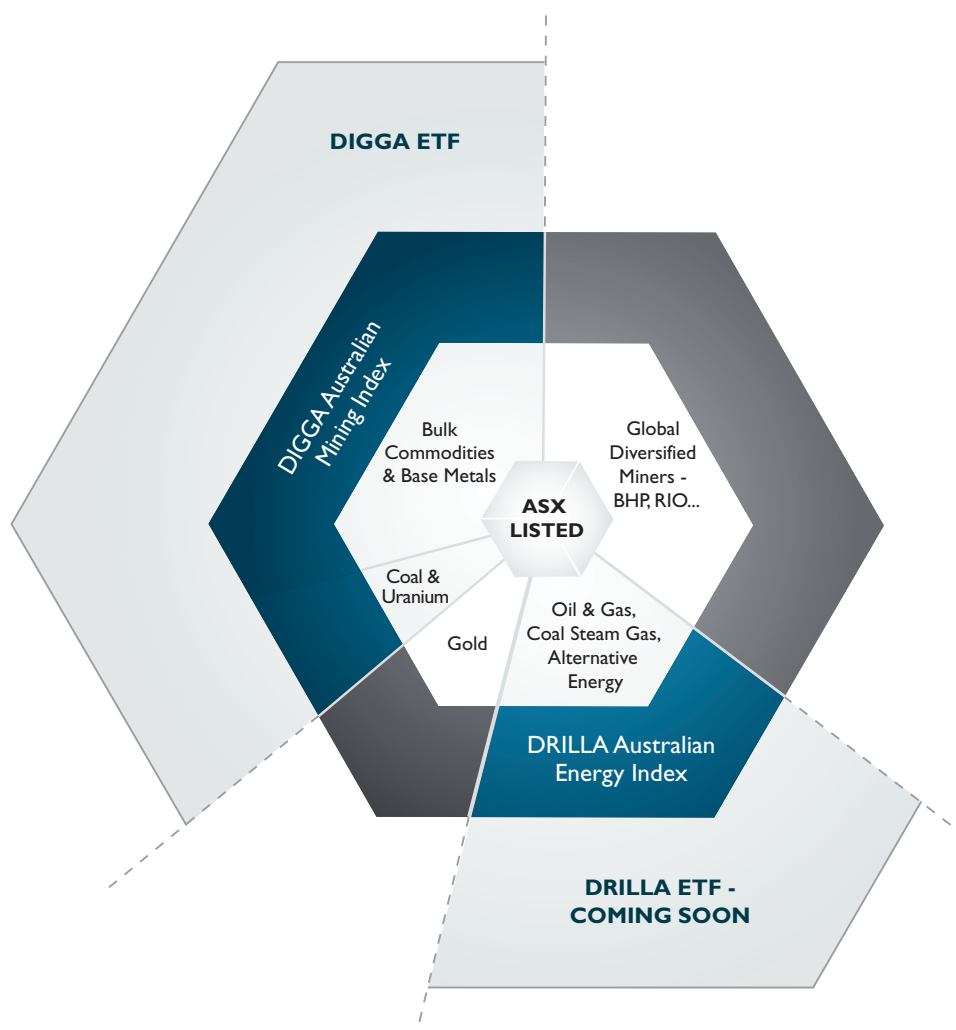 DIGGA ETF
DIGGA Australian
Mining Index
Bulk
Commodities
& Base Metals
Global
Diversified
Miners -
BHP, RIO...
ASX
LISTED
Coal &
Uranium
Gold
Oil & Gas,
Coal Steam Gas,
Alternative
Energy
DRILLA Australian
Energy Index
DRILLA ETF -
COMING SOON